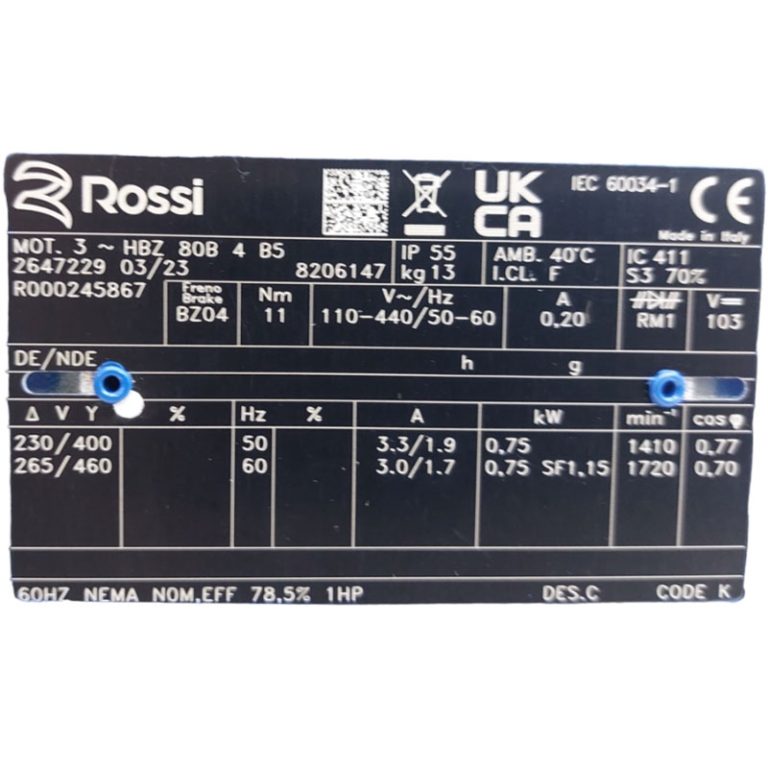 Rossi
UK CA
IEC 60034-1
CE
Made in Italy
MOT. 3 ~ HBZ 80B 4 B5
IP 55
AMB. 40°C
IC 411
2647229 03/23
8206147
kg 13
I.CL. F
S3 70%
R000245867
Freno Brake
Nm
V~/Hz
A
V⎓
BZ04
11
110-440/50-60
0,20
RM1
103
DE/NDE
h
g
Δ V Y
%
Hz
%
A
kW
min⁻¹
cosφ
230/400
50
3.3/1.9
0,75
1410
0,77
265/460
60
3.0/1.7
0,75 SF1,15
1720
0,70
60HZ NEMA NOM,EFF 78,5% 1HP
DES.C
CODE K